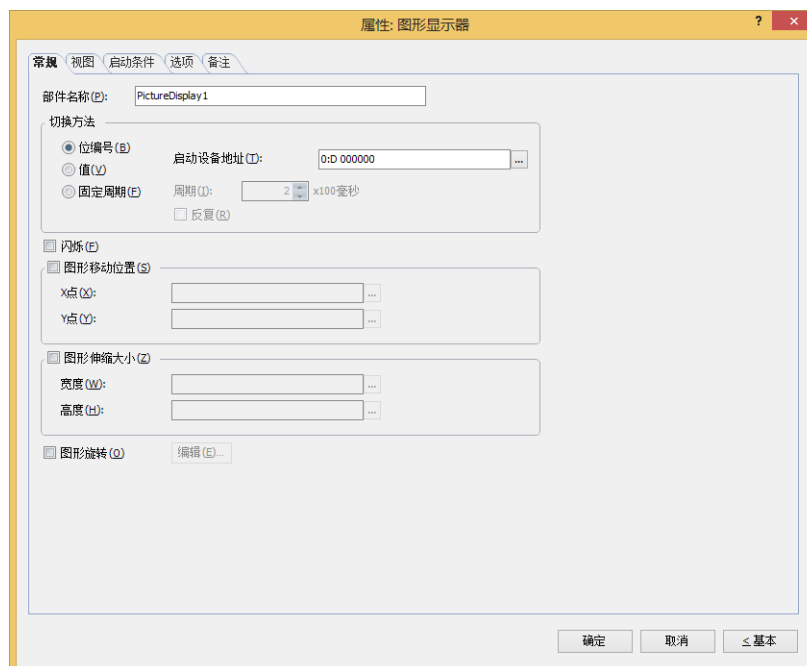 属性: 图形显示器 ? ×
常规 视图 启动条件 选项 备注
部件名称(P): PictureDisplay1
切换方法
位编号(B)
启动设备地址(T): 0:D 000000 ...
值(V)
固定周期(F) 周期(I): 2 x100毫秒
反复(R)
闪烁(F)
图形移动位置(S)
X点(X): ...
Y点(Y): ...
图形伸缩大小(Z)
宽度(W): ...
高度(H): ...
图形旋转(O) 编辑(E)...
确定 取消 ≤ 基本